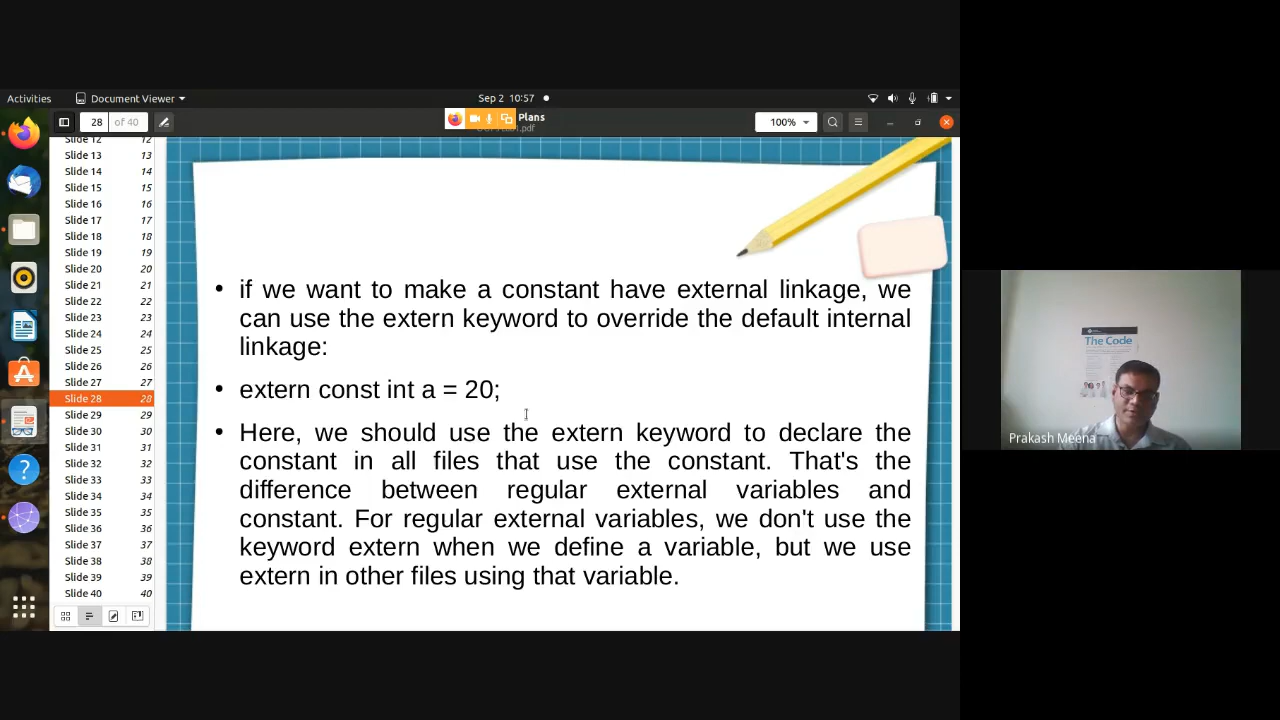 Activities
Document Viewer
Sep 2 10:57
28
of 40
Plans
100%
Slide 12 12
Slide 13 13
Slide 14 14
Slide 15 15
Slide 16 16
Slide 17 17
Slide 18 18
Slide 19 19
Slide 20 20
Slide 21 21
Slide 22 22
Slide 23 23
Slide 24 24
Slide 25 25
Slide 26 26
Slide 27 27
Slide 28 28
Slide 29 29
Slide 30 30
Slide 31 31
Slide 32 32
Slide 33 33
Slide 34 34
Slide 35 35
Slide 36 36
Slide 37 37
Slide 38 38
Slide 39 39
Slide 40 40
• if we want to make a constant have external linkage, we
can use the extern keyword to override the default internal
linkage:
• extern const int a = 20;
• Here, we should use the extern keyword to declare the
constant in all files that use the constant. That's the
difference between regular external variables and
constant. For regular external variables, we don't use the
keyword extern when we define a variable, but we use
extern in other files using that variable.
The Code
Prakash Meena